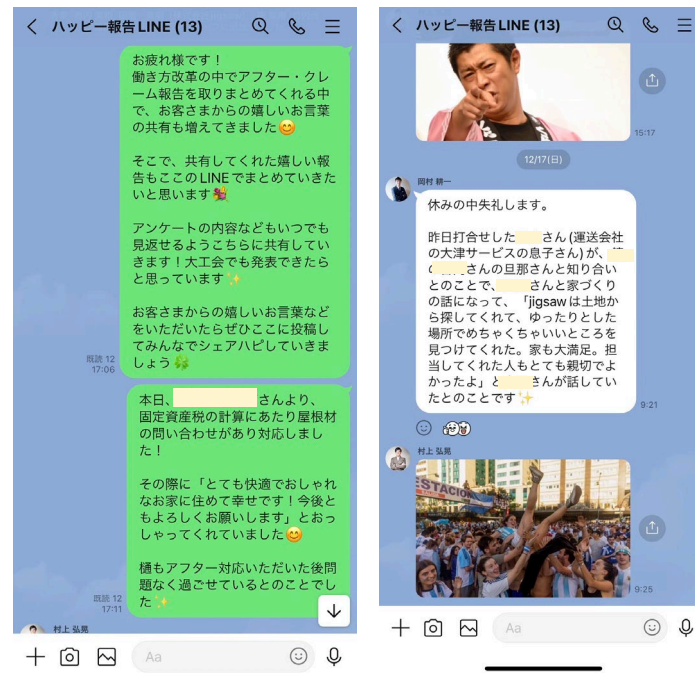 ハッピー報告LINE (13)
お疲れ様です！
働き方改革の中でアフター・クレ
ーム報告を取りまとめてくれる中
で、お客さまからの嬉しいお言葉
の共有も増えてきました😊
そこで、共有してくれた嬉しい報
告もここのLINEでまとめていきた
いと思います💐
アンケートの内容などもいつでも
見返せるようこちらに共有してい
きます！大工会でも発表できたら
と思っています✨
お客さまからの嬉しいお言葉など
をいただいたらぜひここに投稿し
てみんなでシェアハピしていきま
しょう🍀
既読 12
17:06
本日、
さんより、
固定資産税の計算にあたり屋根材
の問い合わせがあり対応しまし
た！
その際に「とても快適でおしゃれ
なお家に住めて幸せです！今後と
もよろしくお願いします」とおっ
しゃってくれていました😊
樋もアフター対応いただいた後問
題なく過ごせているとのことでし
た✨
既読 12
17:11
村上 弘晃
Aa
ハッピー報告LINE (13)
15:17
12/17(日)
岡村 耕一
休みの中失礼します。
昨日打合せした
さん(運送会社
の大津サービスの息子さん)が、
さんの旦那さんと知り合い
とのことで、
さんと家づくり
の話になって、「jigsawは土地か
ら探してくれて、ゆったりとした
場所でめちゃくちゃいいところを
見つけてくれた。家も大満足。担
当してくれた人もとても親切でよ
かったよ」と
さんが話してい
たとのことです✨
9:21
村上 弘晃
ESTACION
9:25
Aa